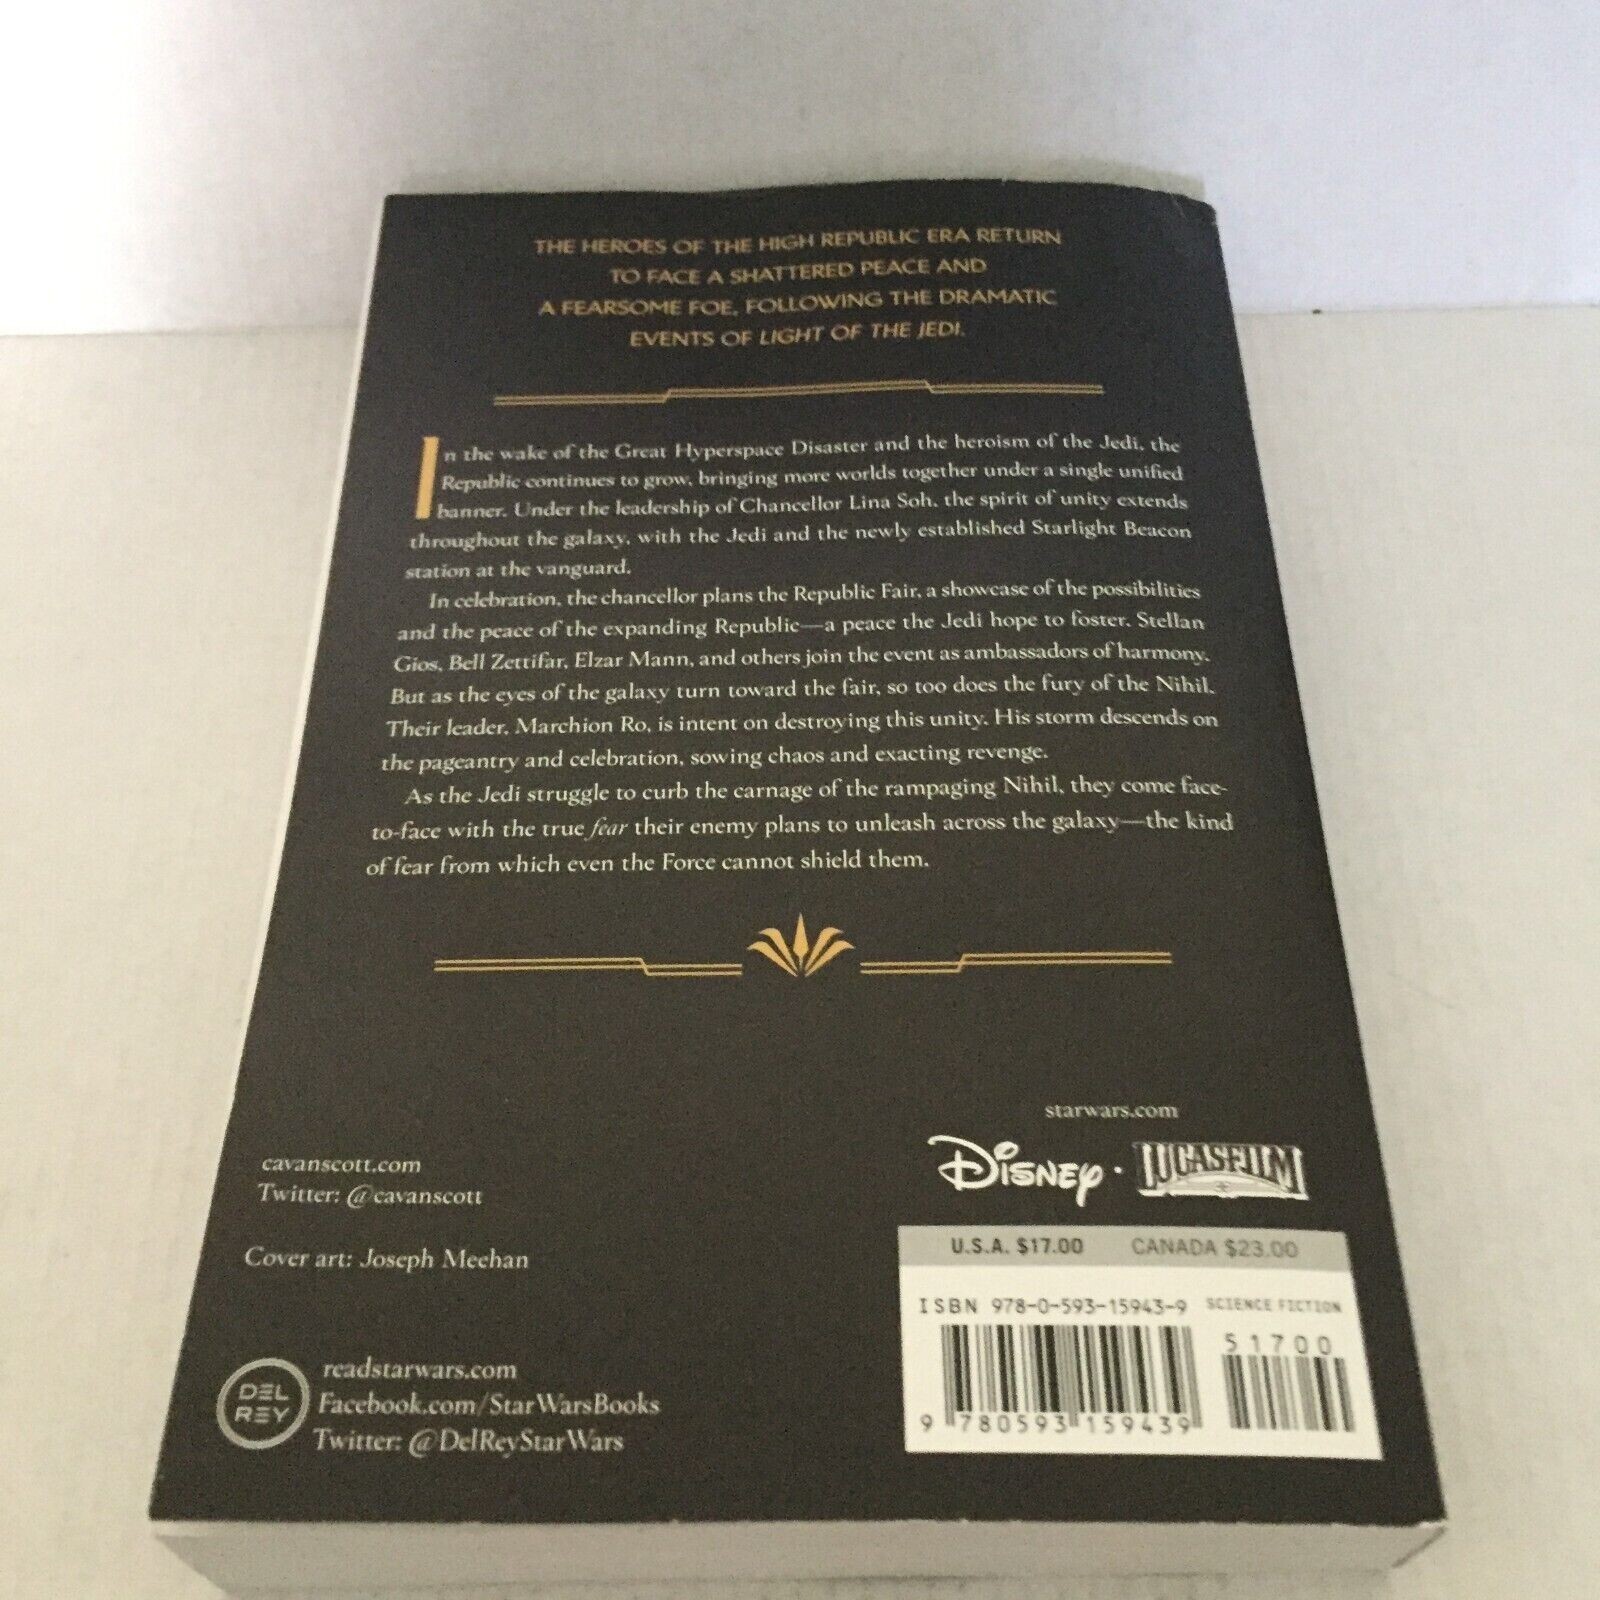 THE HEROES OF THE HIGH REPUBLIC ERA RETURN
TO FACE A SHATTERED PEACE AND
A FEARSOME FOE, FOLLOWING THE DRAMATIC
EVENTS OF LIGHT OF THE JEDI.
In the wake of the Great Hyperspace Disaster and the heroism of the Jedi, the
Republic continues to grow, bringing more worlds together under a single unified
banner. Under the leadership of Chancellor Lina Soh, the spirit of unity extends
throughout the galaxy, with the Jedi and the newly established Starlight Beacon
station at the vanguard.
In celebration, the chancellor plans the Republic Fair, a showcase of the possibilities
and the peace of the expanding Republic—a peace the Jedi hope to foster. Stellan
Gios, Bell Zettifar, Elzar Mann, and others join the event as ambassadors of harmony.
But as the eyes of the galaxy turn toward the fair, so too does the fury of the Nihil.
Their leader, Marchion Ro, is intent on destroying this unity. His storm descends on
the pageantry and celebration, sowing chaos and exacting revenge.
As the Jedi struggle to curb the carnage of the rampaging Nihil, they come face-
to-face with the true fear their enemy plans to unleash across the galaxy—the kind
of fear from which even the Force cannot shield them.
starwars.com
Disney · LUCASFILM
cavanscott.com
Twitter: @cavanscott
Cover art: Joseph Meehan
DEL REY
readstarwars.com
Facebook.com/StarWarsBooks
Twitter: @DelReyStarWars
U.S.A. $17.00 CANADA $23.00
ISBN 978-0-593-15943-9 SCIENCE FICTION
51700
9 780593 159439